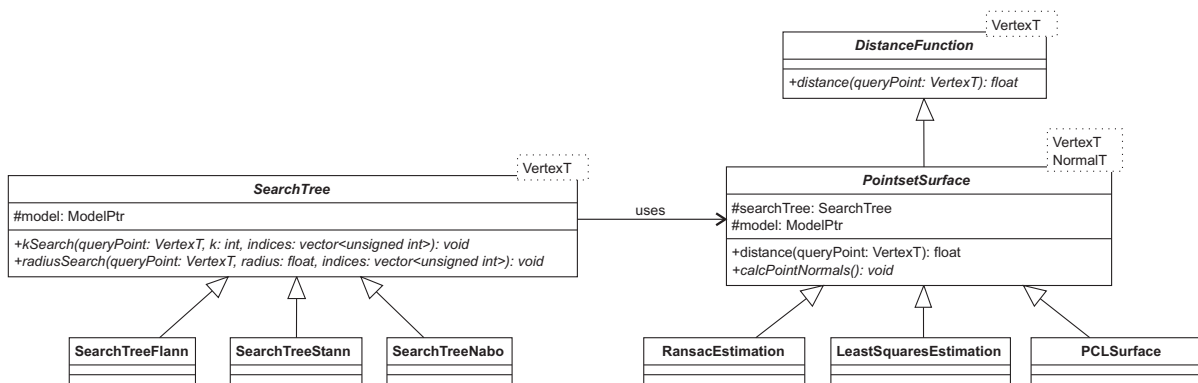 VertexT
DistanceFunction
+distance(queryPoint: VertexT): float
VertexT
NormalT
PointsetSurface
#searchTree: SearchTree
#model: ModelPtr
+distance(queryPoint: VertexT): float
+calcPointNormals(): void
VertexT
SearchTree
#model: ModelPtr
+kSearch(queryPoint: VertexT, k: int, indices: vector<unsigned int>): void
+radiusSearch(queryPoint: VertexT, radius: float, indices: vector<unsigned int>): void
uses
SearchTreeFlann
SearchTreeStann
SearchTreeNabo
RansacEstimation
LeastSquaresEstimation
PCLSurface